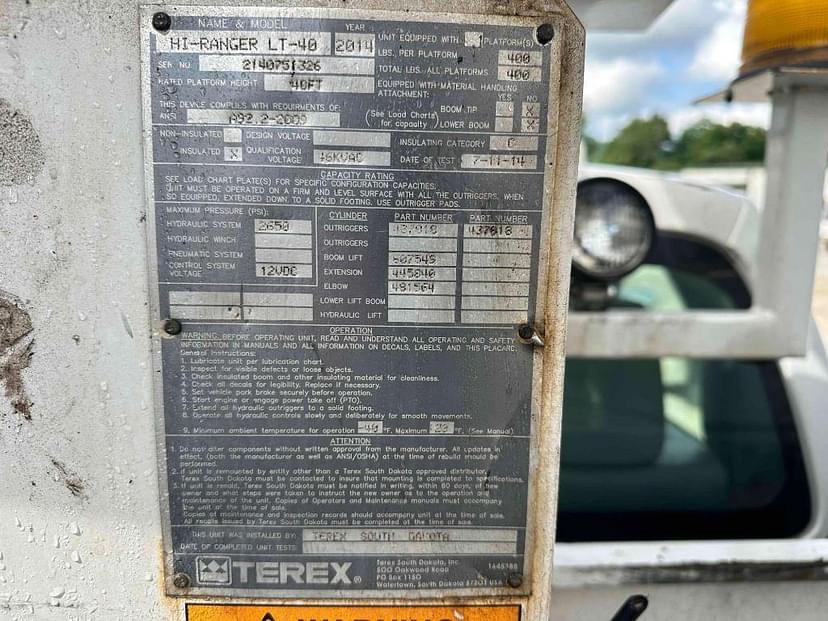 NAME & MODEL YEAR
HI-RANGER LT-40 2014
SER NO. 2140751326
RATED PLATFORM HEIGHT 40FT
THIS DEVICE COMPLIES WITH REQUIRMENTS OF:
ANSI A92.2-2009
UNIT EQUIPPED WITH 1 PLATFORM(S)
LBS. PER PLATFORM 400
TOTAL LBS. ALL PLATFORMS 400
EQUIPPED WITH MATERIAL HANDLING
ATTACHMENT: YES NO
(See Load Charts for capacity) BOOM TIP X
LOWER BOOM X
NON-INSULATED DESIGN VOLTAGE
INSULATED X QUALIFICATION VOLTAGE 46KVAC
INSULATING CATEGORY C
DATE OF TEST 7-11-14
CAPACITY RATING
SEE LOAD CHART PLATE(S) FOR SPECIFIC CONFIGURATION CAPACITIES.
UNIT MUST BE OPERATED ON A FIRM AND LEVEL SURFACE WITH ALL THE OUTRIGGERS, WHEN
SO EQUIPPED, EXTENDED DOWN TO A SOLID FOOTING. USE OUTRIGGER PADS.
MAXIMUM PRESSURE (PSI):
HYDRAULIC SYSTEM 2650
HYDRAULIC WINCH
PNEUMATIC SYSTEM
CONTROL SYSTEM
VOLTAGE 12VDC
CYLINDER PART NUMBER PART NUMBER
OUTRIGGERS 437818 437818
OUTRIGGERS
BOOM LIFT 607549
EXTENSION 445840
ELBOW 481564
LOWER LIFT BOOM
HYDRAULIC LIFT
OPERATION
WARNING: BEFORE OPERATING UNIT, READ AND UNDERSTAND ALL OPERATING AND SAFETY
INFORMATION IN MANUALS AND ALL INFORMATION ON DECALS, LABELS, AND THIS PLACARD.
General Instructions:
1. Lubricate unit per lubrication chart.
2. Inspect for visible defects or loose objects.
3. Check insulated boom and other insulating material for cleanliness.
4. Check all decals for legibility. Replace if necessary.
5. Set vehicle park brake securely before operation.
6. Start engine or engage power take off (PTO).
7. Extend all hydraulic outriggers to a solid footing.
8. Operate all hydraulic controls slowly and deliberately for smooth movements.
9. Minimum ambient temperature for operation -40 °F. Maximum °F. (See Manual)
ATTENTION
1. Do not alter components without written approval from the manufacturer. All updates in
effect, (both the manufacturer as well as ANSI/OSHA) at the time of rebuild should be
performed.
2. If unit is remounted by entity other than a Terex South Dakota approved distributor,
Terex South Dakota must be contacted to insure that mounting is completed to specifications.
3. If unit is resold, Terex South Dakota must be notified in writing, within 60 days, of new
owner and what steps were taken to instruct the new owner as to the operation and
maintenance of the unit. Copies of Operators and Maintenance manuals must accompany
the unit at the time of sale.
Copies of maintenance and inspection records should accompany unit at time of sale.
All recalls issued by Terex South Dakota must be completed at the time of sale.
THIS UNIT WAS INSTALLED BY: TEREX SOUTH DAKOTA
DATE OF COMPLETED UNIT TESTS:
TEREX®
Terex South Dakota, Inc.
500 Oakwood Road
PO Box 1150
Watertown, South Dakota 57201 USA
WARNING